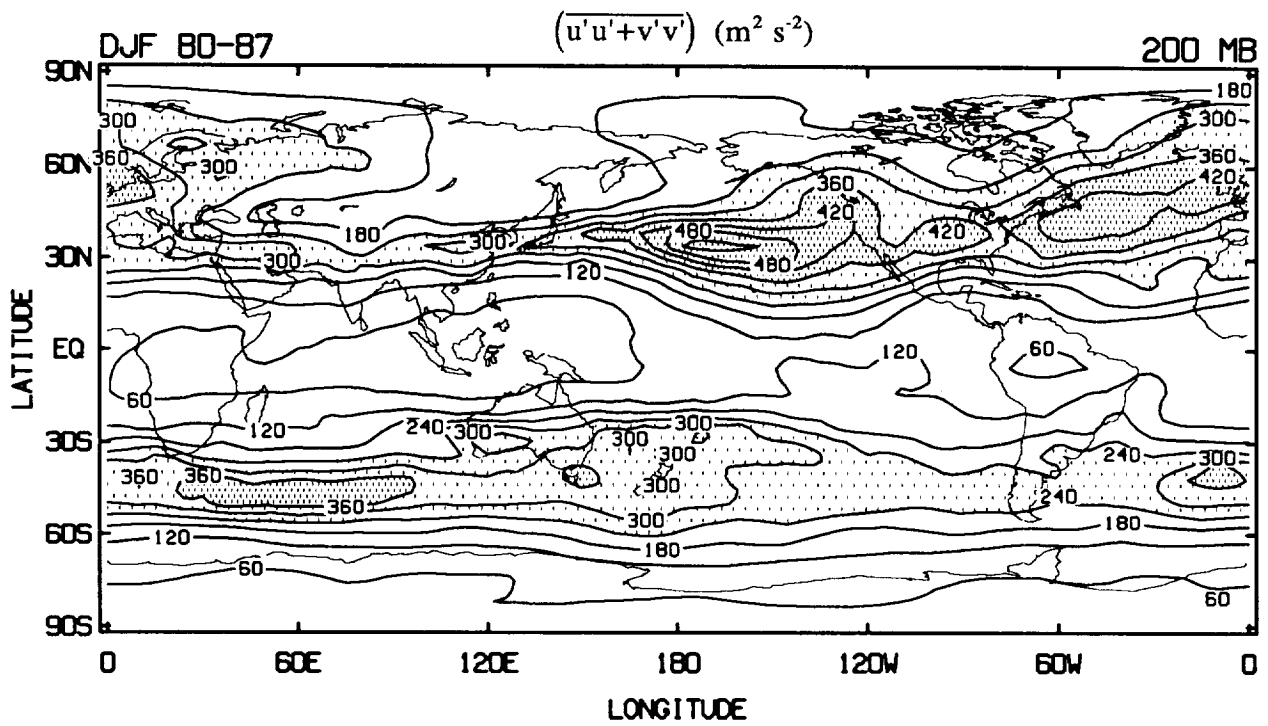 (u'u'+v'v') (m² s⁻²)
DJF 80-87 200 MB
90N
180
300 300
360 360
60N 300 360 420
420 480 420
180 300
30N 300 480
120
LATITUDE
EQ 120 60
60
120 240 300 300
30S 300 300 240 300
360 360 300 240
360 300
60S 120 180 180
60 60
90S
0 60E 120E 180 120W 60W 0
LONGITUDE